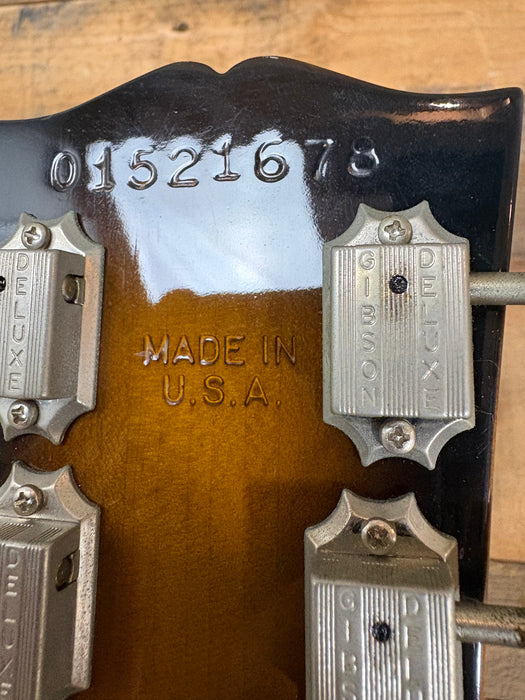 01521678
DELUXE
GIBSON
DELUXE
MADE IN
U.S.A.
DELUXE
GIBSON